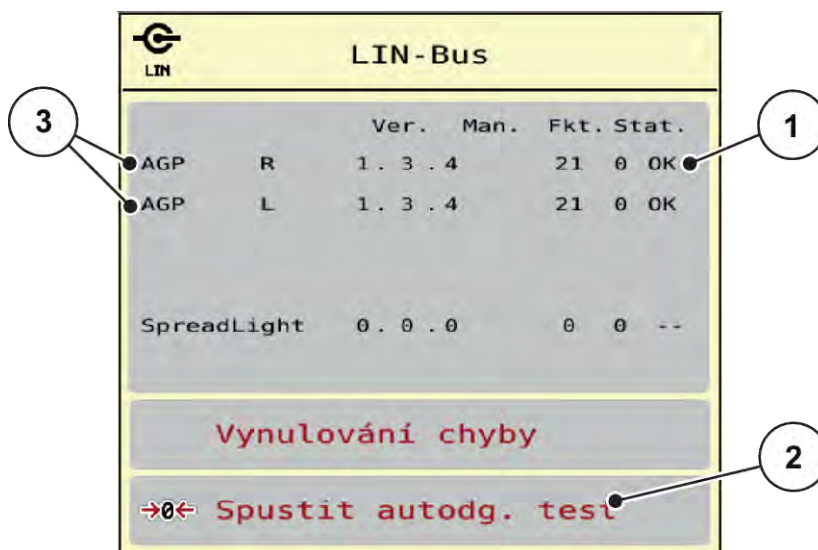 LIN
LIN-Bus
3
1
Ver. Man. Fkt. Stat.
AGP R 1.3.4 21 0 OK
AGP L 1.3.4 21 0 OK
SpreadLight 0.0.0 0 0 --
Vynulování chyby
2
→0← Spustit autodg. test